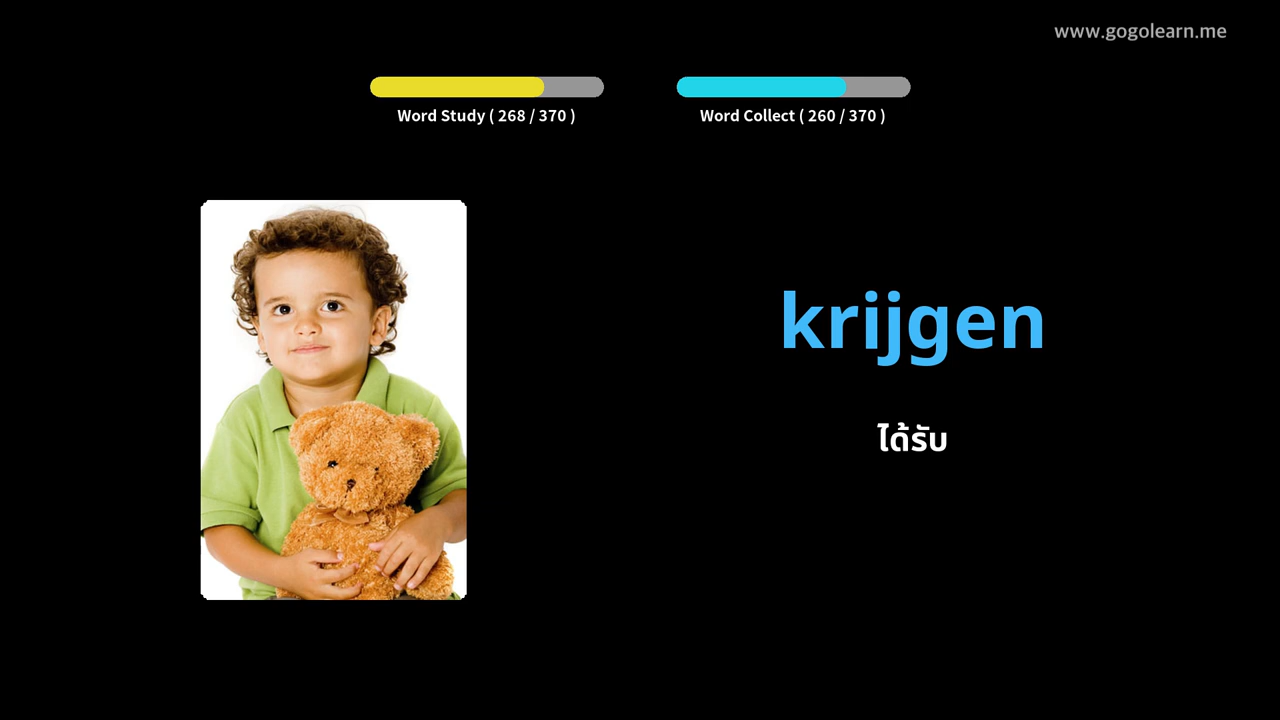 www.gogolearn.me
Word Study ( 268 / 370 )
Word Collect ( 260 / 370 )
krijgen
ได้รับ